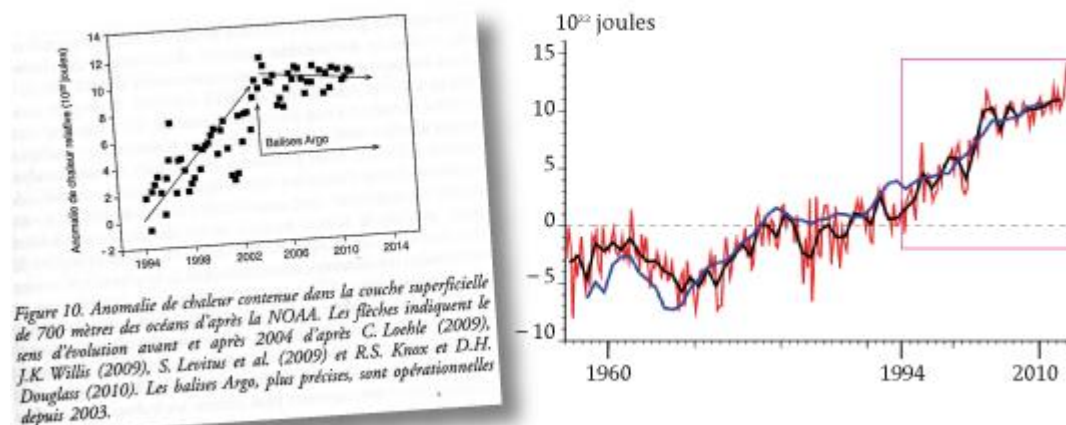 14
12
10
8
6
4
2
0
-2
Anomalie de chaleur relative (10²² joules)
Balises Argo
1994
1998
2002
2006
2010
2014
Figure 10. Anomalie de chaleur contenue dans la couche superficielle
de 700 mètres des océans d'après la NOAA. Les flèches indiquent le
sens d'évolution avant et après 2004 d'après C. Loehle (2009),
J.K. Willis (2009), S. Levitus et al. (2009) et R.S. Knox et D.H.
Douglass (2010). Les balises Argo, plus précises, sont opérationnelles
depuis 2003.
10²² joules
15
10
5
0
−5
−10
1960
1994
2010